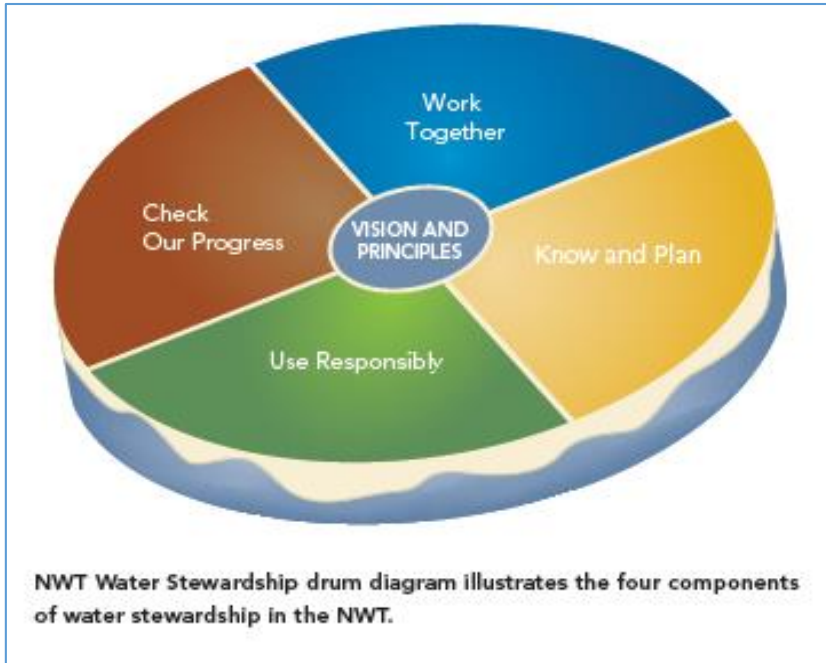 Work
Together
Check
Our Progress
VISION AND
PRINCIPLES
Know and Plan
Use Responsibly
NWT Water Stewardship drum diagram illustrates the four components
of water stewardship in the NWT.